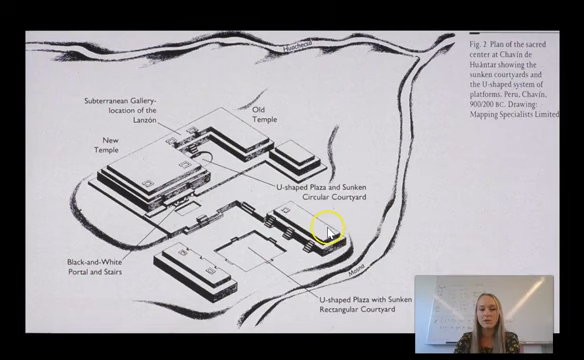 Huachecsa
Fig. 2 Plan of the sacred
center at Chavín de
Huántar showing the
sunken courtyards and
the U-shaped system of
platforms. Peru, Chavín,
900/200 BC. Drawing:
Mapping Specialists Limited
Subterranean Gallery-
location of the
Lanzón
Old
Temple
New
Temple
U-shaped Plaza and Sunken
Circular Courtyard
Black-and-White
Portal and Stairs
Mosna
U-shaped Plaza with Sunken
Rectangular Courtyard